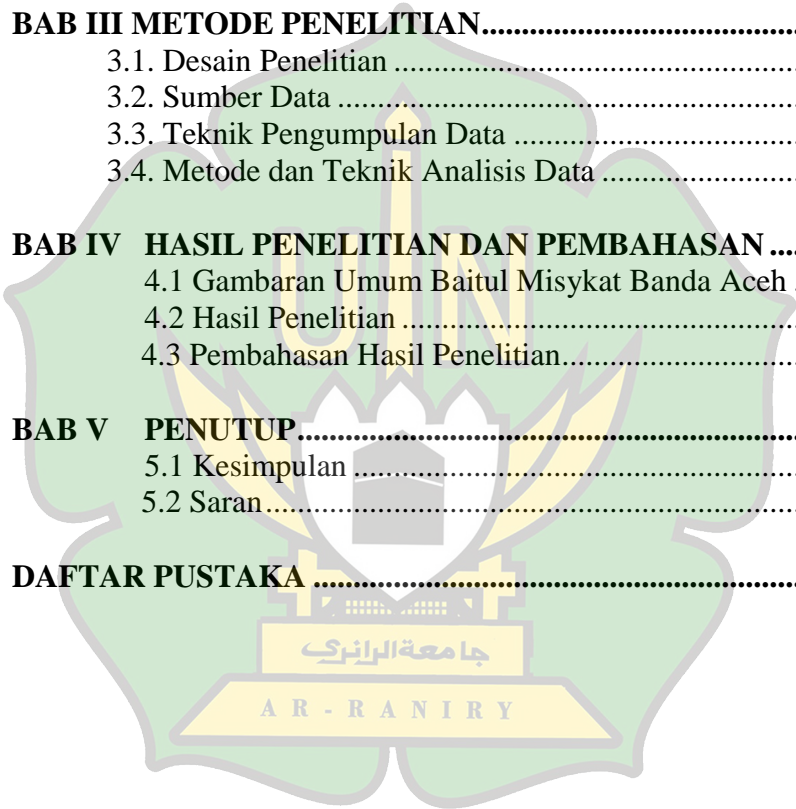 BAB III METODE PENELITIAN................................
3.1. Desain Penelitian ............................................
3.2. Sumber Data ..................................................
3.3. Teknik Pengumpulan Data ................................
3.4. Metode dan Teknik Analisis Data ......................
BAB IV HASIL PENELITIAN DAN PEMBAHASAN ....
4.1 Gambaran Umum Baitul Misykat Banda Aceh .
4.2 Hasil Penelitian ............................................
4.3 Pembahasan Hasil Penelitian..........................
BAB V PENUTUP......................................................
5.1 Kesimpulan ..................................................
5.2 Saran............................................................
DAFTAR PUSTAKA ...................................................
UIN
جامعةالرانري
AR-RANIRY